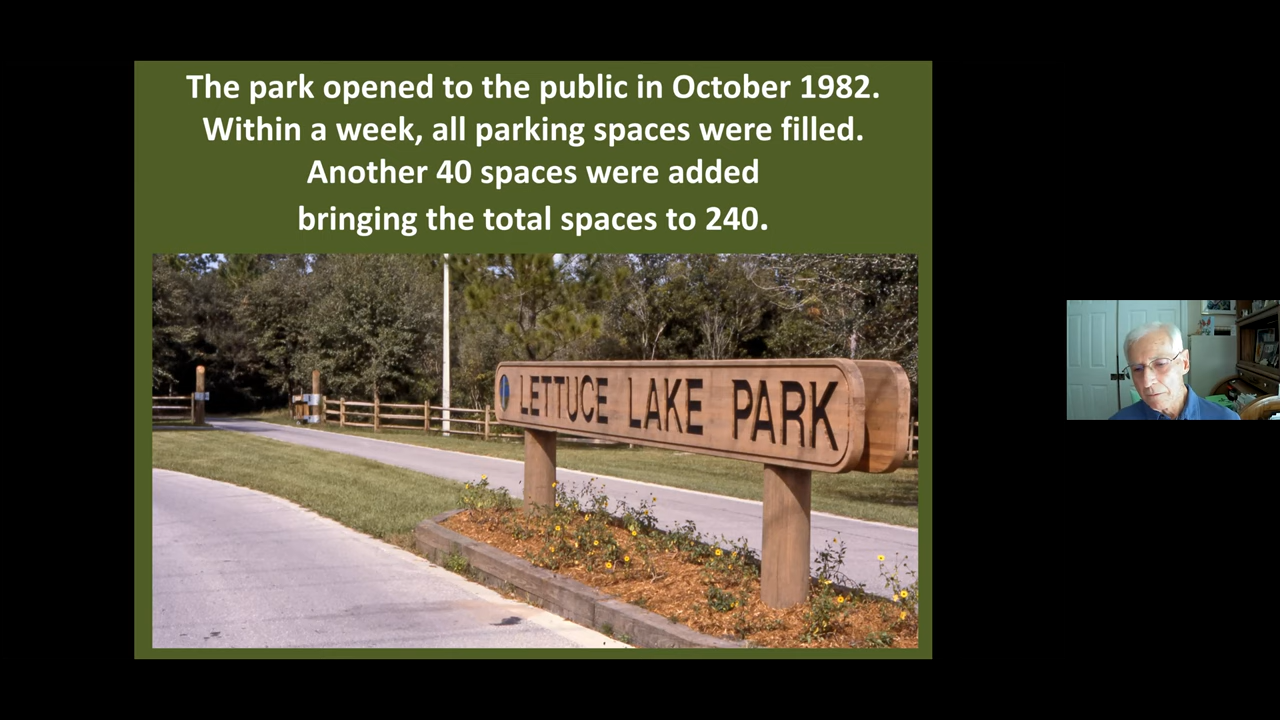 The park opened to the public in October 1982.
Within a week, all parking spaces were filled.
Another 40 spaces were added
bringing the total spaces to 240.
LETTUCE LAKE PARK